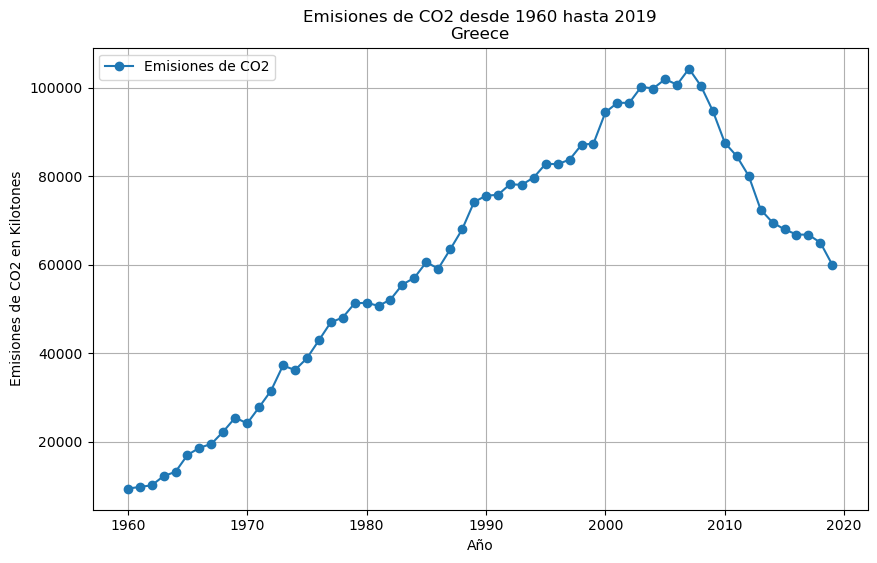 Emisiones de CO2 desde 1960 hasta 2019
Greece
Emisiones de CO2
100000
80000
60000
40000
20000
Emisiones de CO2 en Kilotones
1960 1970 1980 1990 2000 2010 2020
Año